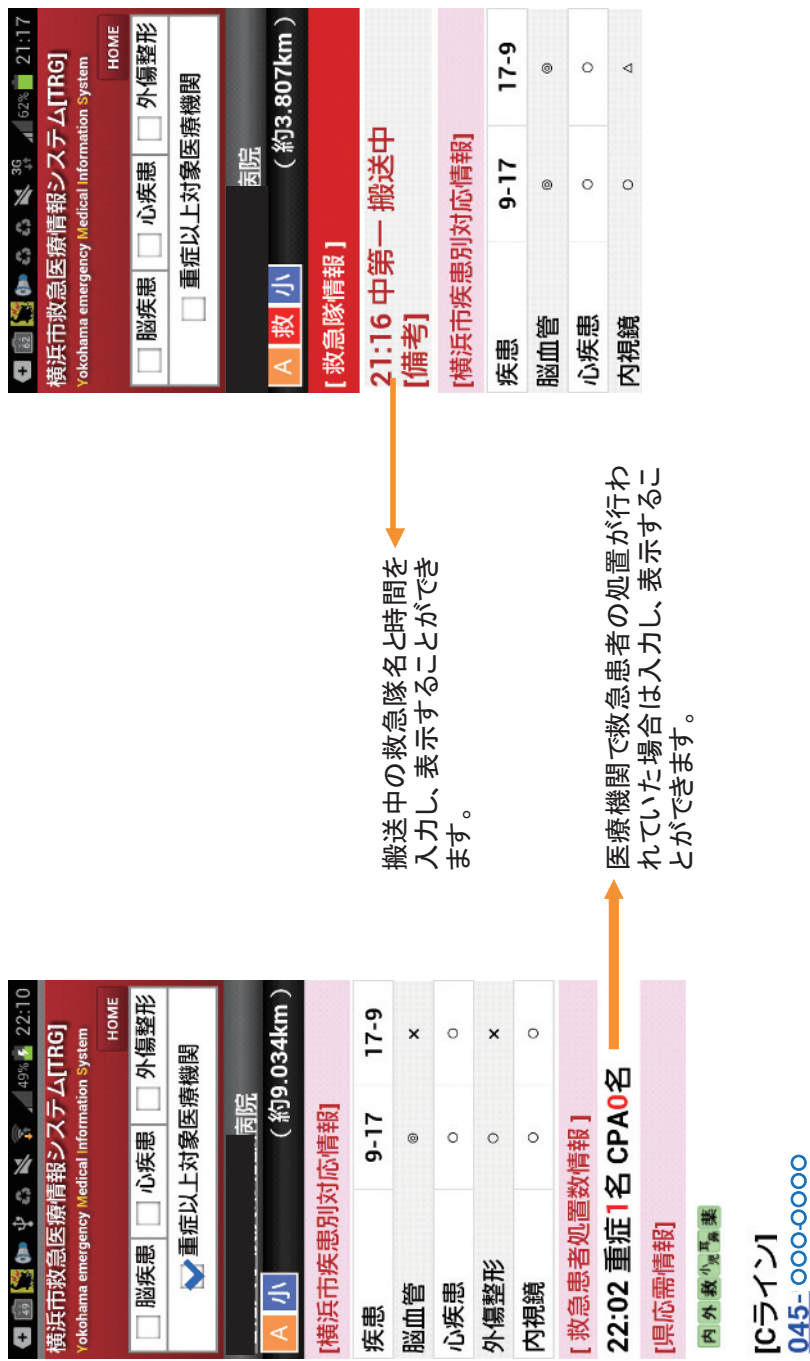 49% 22:10
横浜市救急医療情報システム[TRG]
Yokohama emergency Medical Information System
HOME
脳疾患 心疾患 外傷整形
重症以上対象医療機関
病院
A 小 (約9.034km)
[横浜市疾患別対応情報]
疾患 9-17 17-9
脳血管 ◎ ×
心疾患 ○ ○
外傷整形 ○ ×
内視鏡 ○ ○
[救急患者処置数情報]
22:02 重症1名 CPA0名
[県応需情報]
内 外 救 小児 耳鼻 薬
[Cライン]
045-○○○-○○○○
搬送中の救急隊名と時間を
入力し、表示することができ
ます。
医療機関で救急患者の処置が行わ
れていた場合は入力し、表示するこ
とができます。
62 3G 62% 21:17
横浜市救急医療情報システム[TRG]
Yokohama emergency Medical Information System
HOME
脳疾患 心疾患 外傷整形
重症以上対象医療機関
病院
A 救 小 (約3.807km)
[救急隊情報]
21:16 中第一 搬送中
[備考]
[横浜市疾患別対応情報]
疾患 9-17 17-9
脳血管 ◎ ◎
心疾患 ○ ○
内視鏡 ○ △